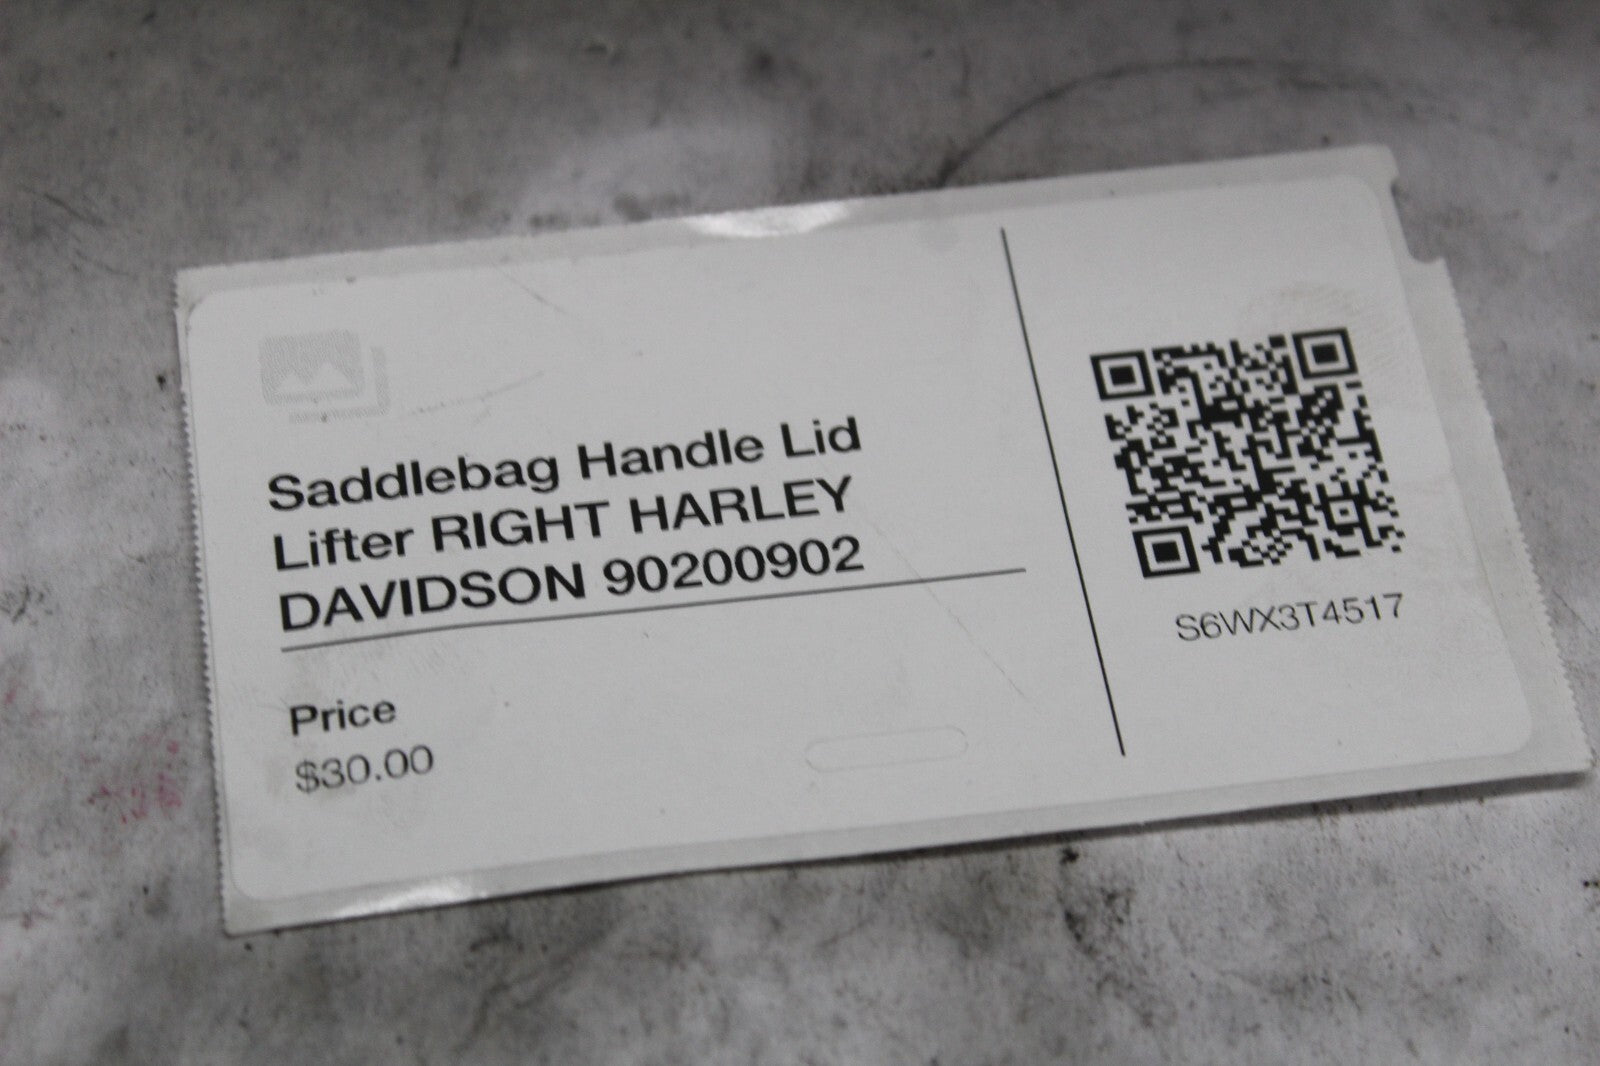 Saddlebag Handle Lid
Lifter RIGHT HARLEY
DAVIDSON 90200902
Price
$30.00
S6WX3T4517